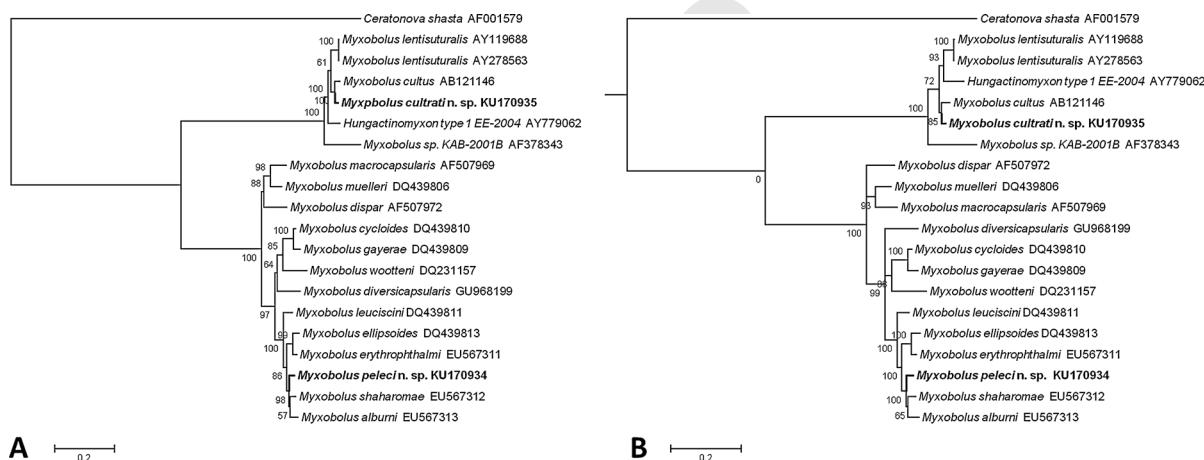 Ceratonova shasta AF001579
100
Myxobolus lentisuturalis AY119688
61
Myxobolus lentisuturalis AY278563
100
Myxobolus cultus AB121146
Myxpbolus cultrati n. sp. KU170935
100
Hungactinomyxon type 1 EE-2004 AY779062
Myxobolus sp. KAB-2001B AF378343
98
Myxobolus macrocapsularis AF507969
88
Myxobolus muelleri DQ439806
Myxobolus dispar AF507972
100
Myxobolus cycloides DQ439810
85
Myxobolus gayerae DQ439809
100
64
Myxobolus wootteni DQ231157
Myxobolus diversicapsularis GU968199
97
Myxobolus leuciscini DQ439811
99
Myxobolus ellipsoides DQ439813
100
Myxobolus erythrophthalmi EU567311
86
Myxobolus peleci n. sp. KU170934
98
Myxobolus shaharomae EU567312
57
Myxobolus alburni EU567313
A
0.2
Ceratonova shasta AF001579
100
Myxobolus lentisuturalis AY119688
93
Myxobolus lentisuturalis AY278563
72
Hungactinomyxon type 1 EE-2004 AY779062
100
Myxobolus cultus AB121146
85
Myxobolus cultrati n. sp. KU170935
Myxobolus sp. KAB-2001B AF378343
0
Myxobolus dispar AF507972
Myxobolus muelleri DQ439806
93
Myxobolus macrocapsularis AF507969
100
Myxobolus diversicapsularis GU968199
100
Myxobolus cycloides DQ439810
Myxobolus gayerae DQ439809
99
Myxobolus wootteni DQ231157
Myxobolus leuciscini DQ439811
100
Myxobolus ellipsoides DQ439813
100
Myxobolus erythrophthalmi EU567311
100
Myxobolus peleci n. sp. KU170934
100
Myxobolus shaharomae EU567312
65
Myxobolus alburni EU567313
B
0.2